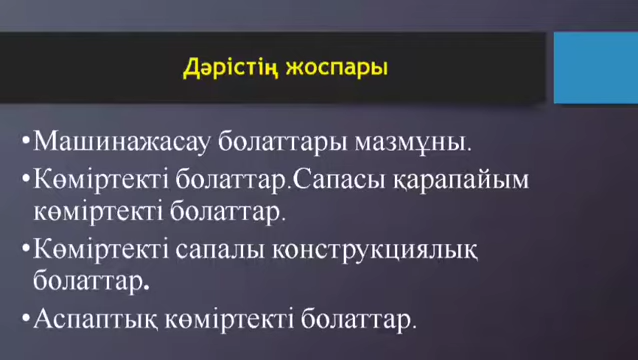 Дәрістің жоспары
•Машинажасау болаттары мазмұны.
•Көміртекті болаттар.Сапасы қарапайым
көміртекті болаттар.
•Көміртекті сапалы конструкциялық
болаттар.
•Аспаптық көміртекті болаттар.